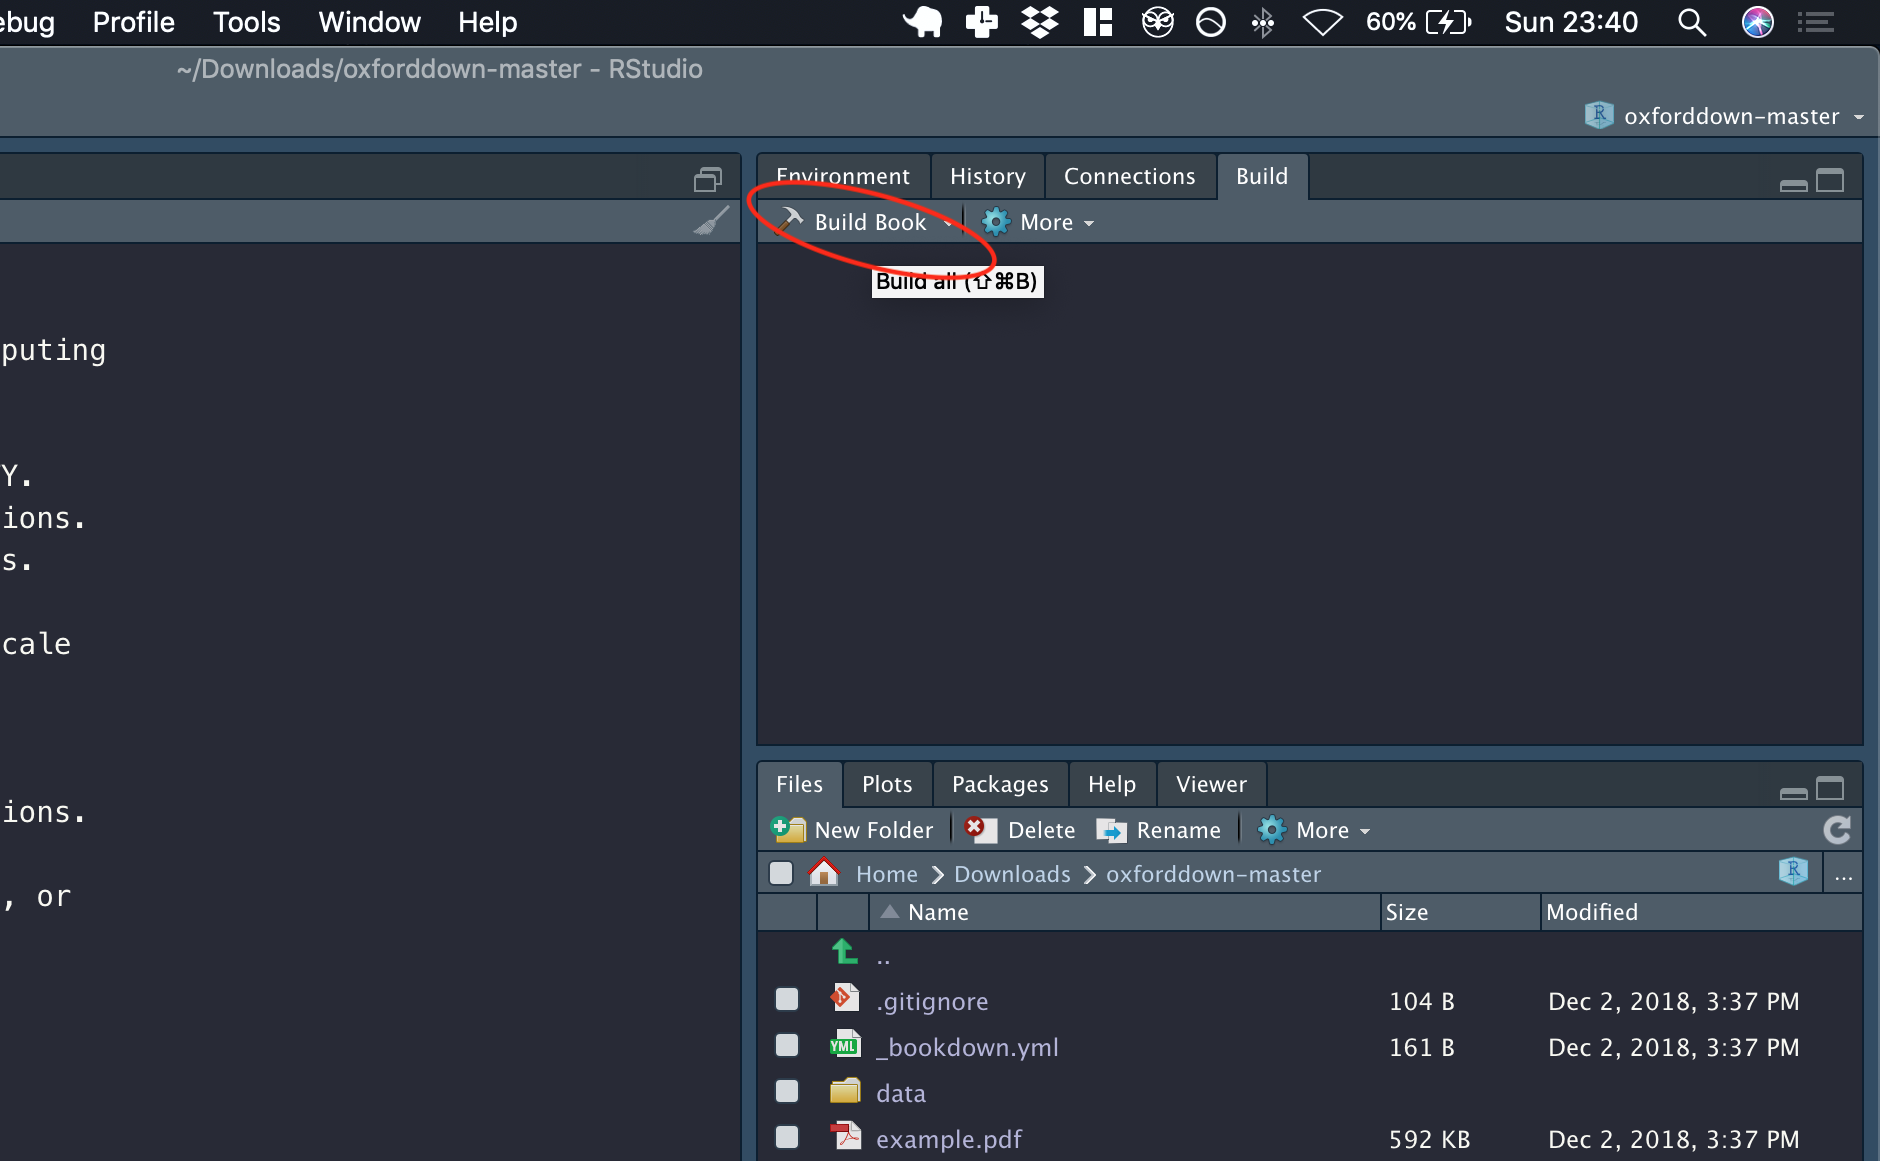 ebug Profile Tools Window Help 60% Sun 23:40
~/Downloads/oxforddown-master - RStudio
oxforddown-master
Environment History Connections Build
Build Book More
Build all (⇧⌘B)
puting
Y.
ions.
s.
cale
ions.
, or
Files Plots Packages Help Viewer
New Folder Delete Rename More
Home Downloads oxforddown-master ...
Name Size Modified
..
.gitignore 104 B Dec 2, 2018, 3:37 PM
YML _bookdown.yml 161 B Dec 2, 2018, 3:37 PM
data
example.pdf 592 KB Dec 2, 2018, 3:37 PM